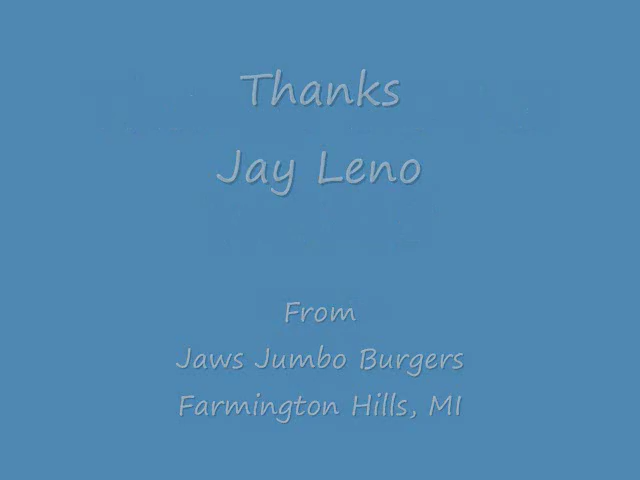 Thanks
Jay Leno
From
Jaws Jumbo Burgers
Farmington Hills, MI